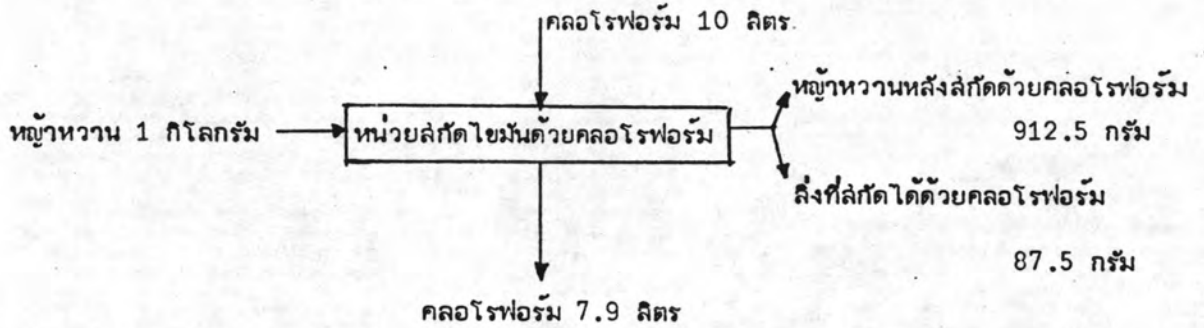 คลอโรฟอร์ม 10 ลิตร
หญ้าหวานหลังสกัดด้วยคลอโรฟอร์ม
หญ้าหวาน 1 กิโลกรัม
หน่วยสกัดไขมันด้วยคลอโรฟอร์ม
912.5 กรัม
สิ่งที่สกัดได้ด้วยคลอโรฟอร์ม
87.5 กรัม
คลอโรฟอร์ม 7.9 ลิตร